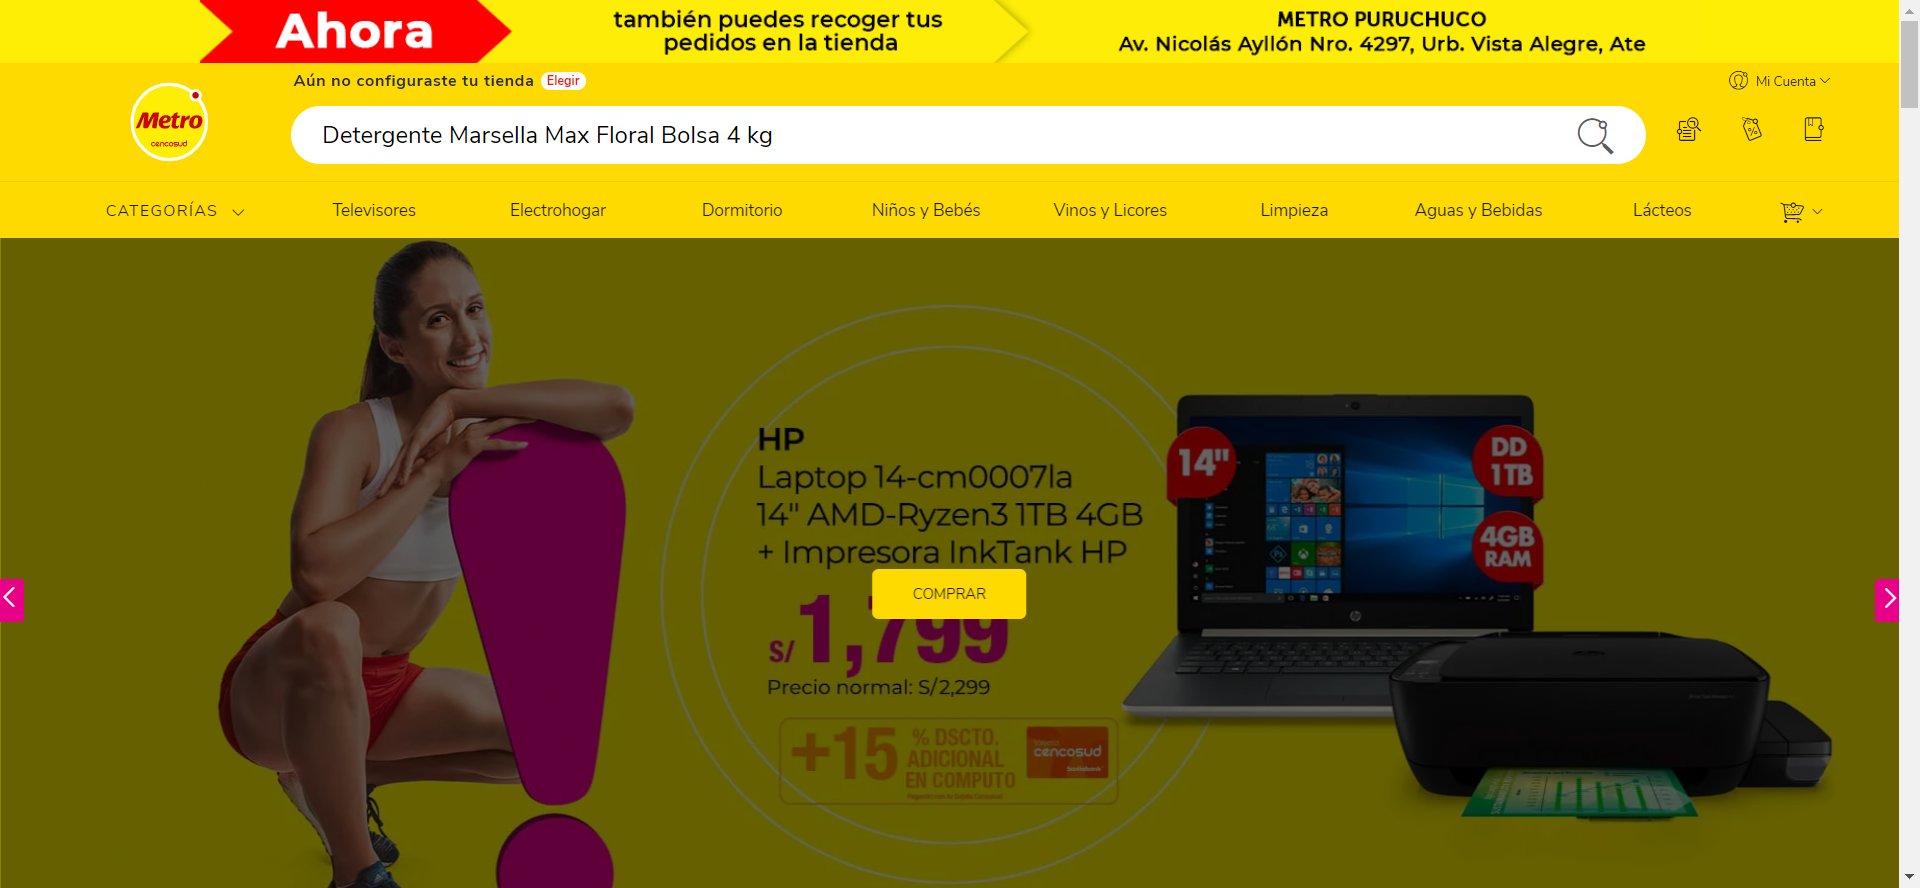 Ahora
también puedes recoger tus
pedidos en la tienda
METRO PURUCHUCO
Av. Nicolás Ayllón Nro. 4297, Urb. Vista Alegre, Ate
Aún no configuraste tu tienda Elegir
Mi Cuenta
Metro
cencosud
Detergente Marsella Max Floral Bolsa 4 kg
CATEGORÍAS
Televisores
Electrohogar
Dormitorio
Niños y Bebés
Vinos y Licores
Limpieza
Aguas y Bebidas
Lácteos
HP
Laptop 14-cm0007la
14" AMD-Ryzen3 1TB 4GB
+ Impresora InkTank HP
COMPRAR
S/ 1,799
Precio normal: S/2,299
+15 % DSCTO.
ADICIONAL
EN COMPUTO
cencosud
14"
DD
1TB
4GB
RAM